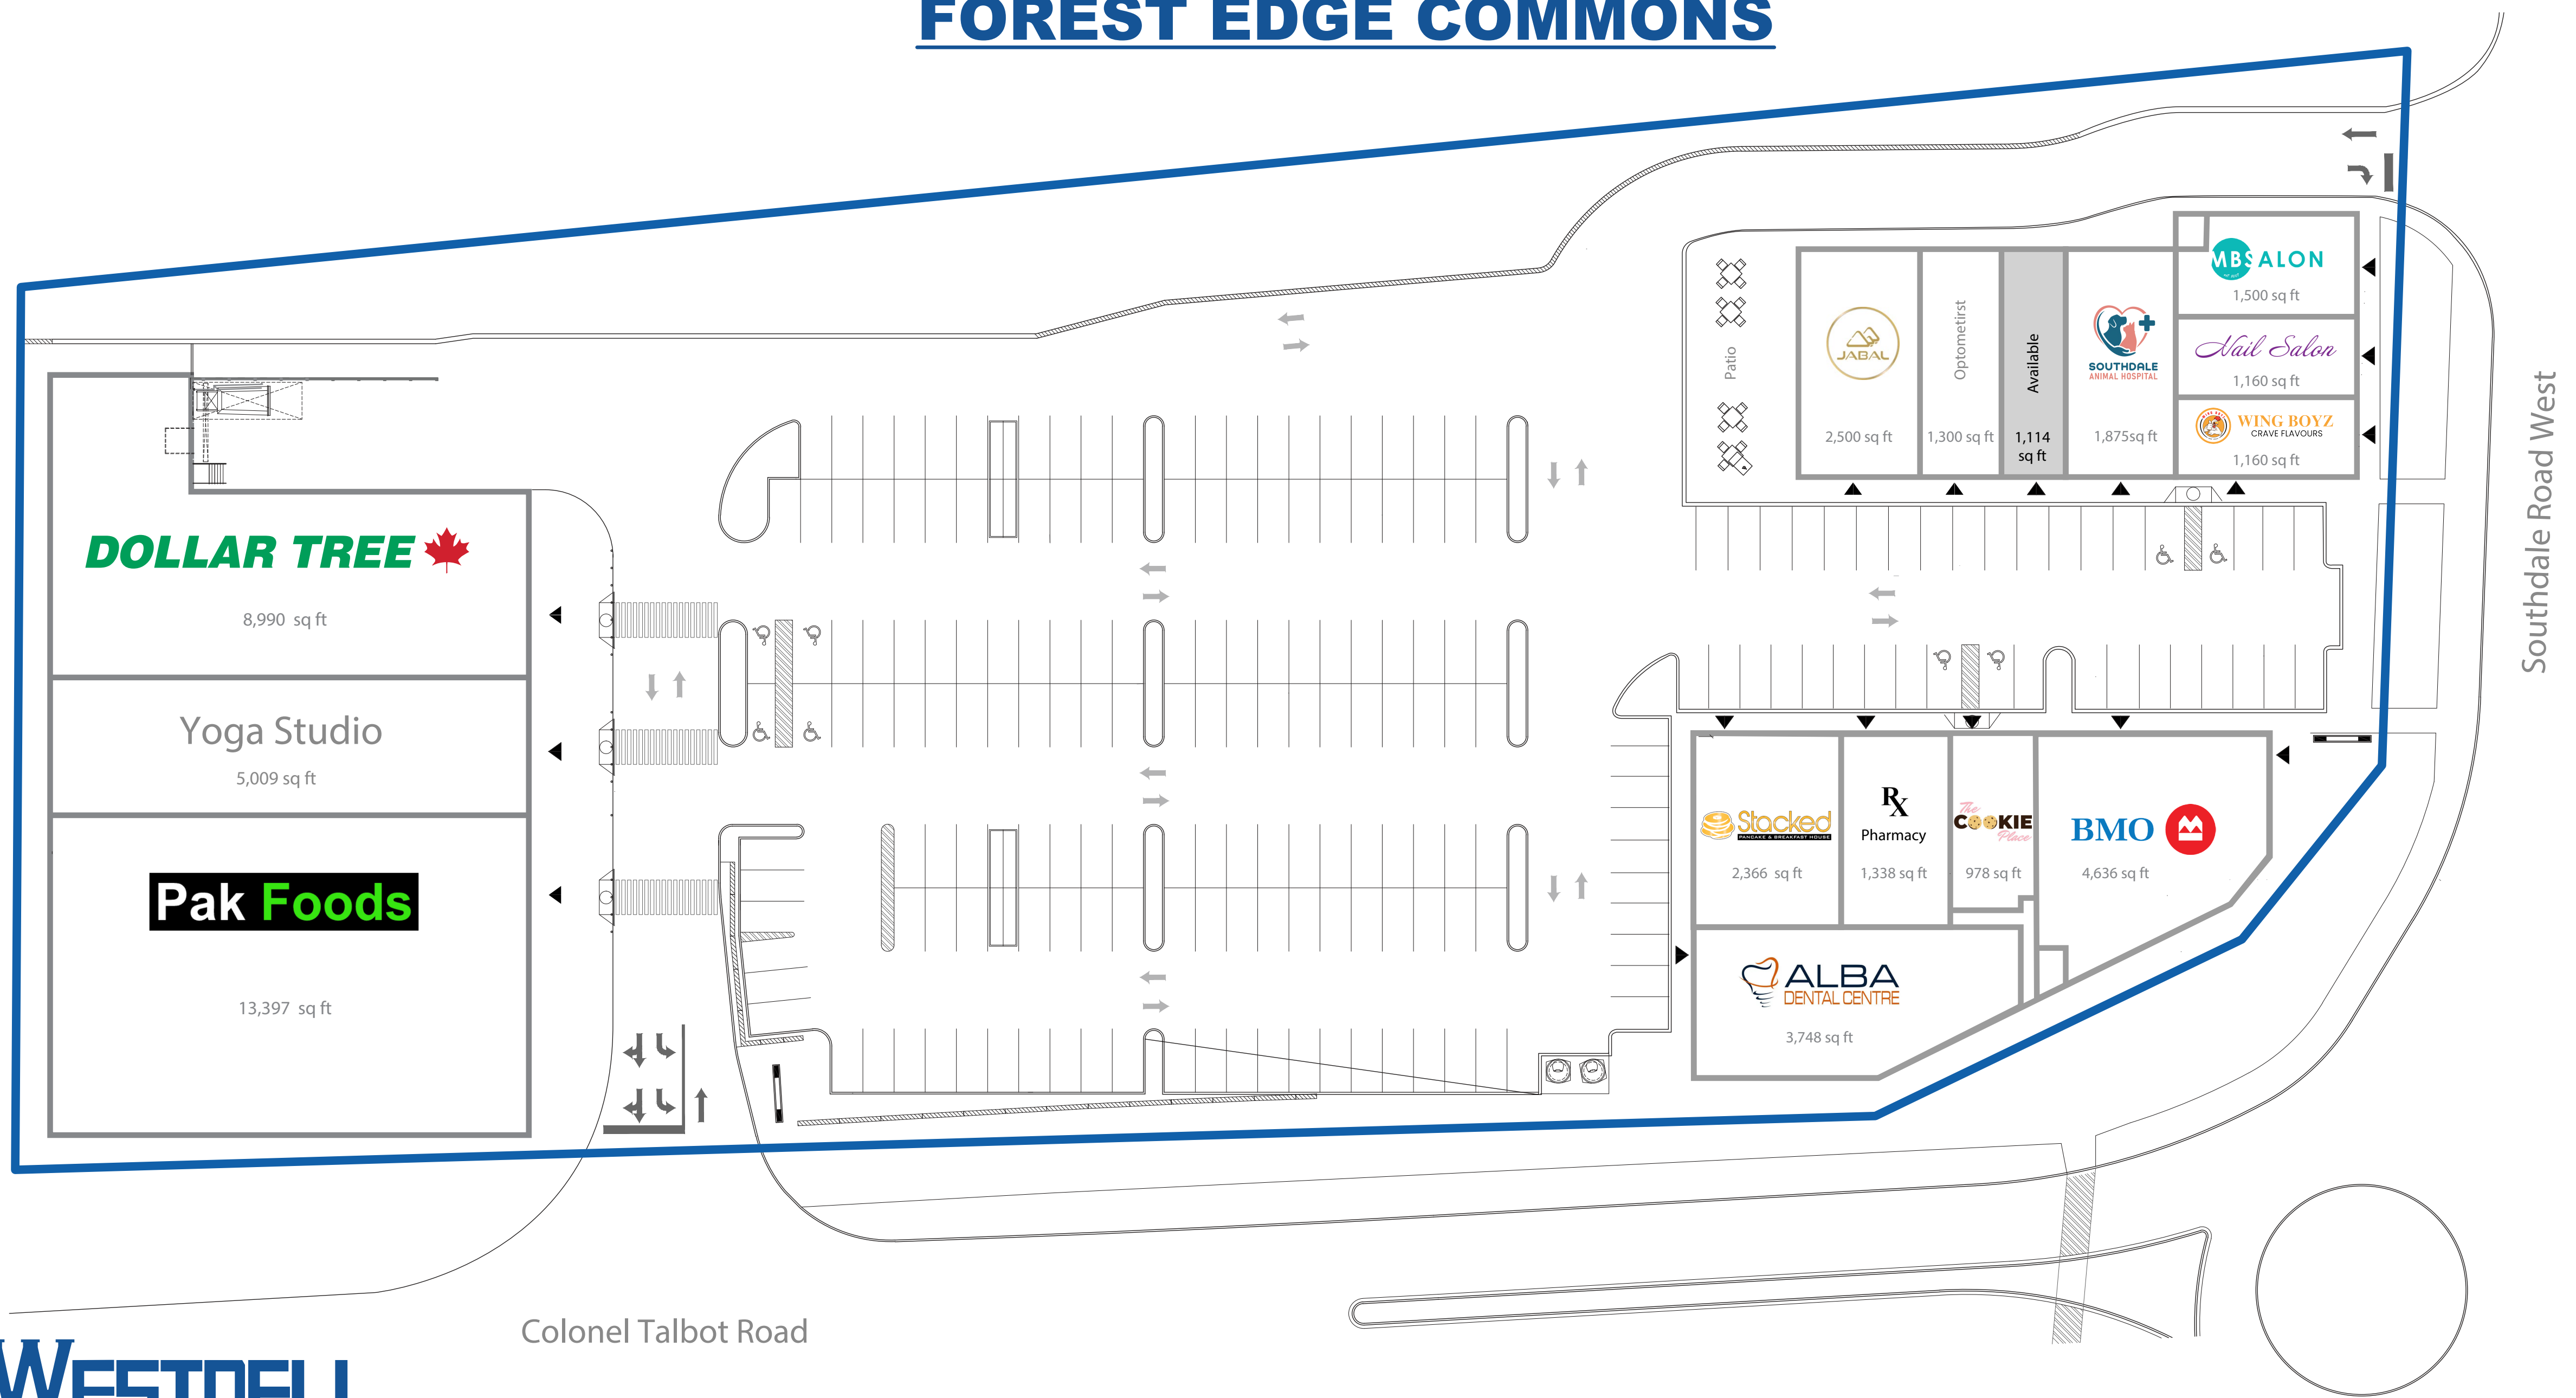 FOREST EDGE COMMONS
DOLLAR TREE
8,990 sq ft
Yoga Studio
5,009 sq ft
Pak Foods
13,397 sq ft
Patio
JABAL
2,500 sq ft
Optometirst
1,300 sq ft
Available
1,114
sq ft
SOUTHDALE
ANIMAL HOSPITAL
1,875sq ft
MBSALON
1,500 sq ft
Nail Salon
1,160 sq ft
WING BOYZ
CRAVE FLAVOURS
1,160 sq ft
Stacked
PANCAKE & BREAKFAST HOUSE
2,366 sq ft
Rx
Pharmacy
1,338 sq ft
The
COOKIE
Place
978 sq ft
BMO
4,636 sq ft
ALBA
DENTAL CENTRE
3,748 sq ft
Southdale Road West
Colonel Talbot Road
WESTDELL